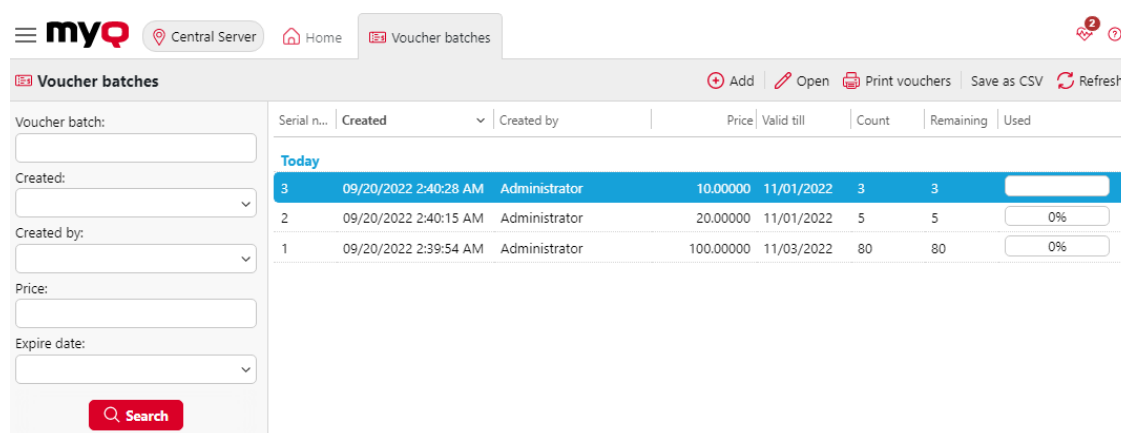 myQ Central Server Home Voucher batches 2
Voucher batches Add Open Print vouchers Save as CSV Refresh
Voucher batch:
Created:
Created by:
Price:
Expire date:
Search
Serial n... Created Created by Price Valid till Count Remaining Used
Today
3 09/20/2022 2:40:28 AM Administrator 10.00000 11/01/2022 3 3
2 09/20/2022 2:40:15 AM Administrator 20.00000 11/01/2022 5 5 0%
1 09/20/2022 2:39:54 AM Administrator 100.00000 11/03/2022 80 80 0%